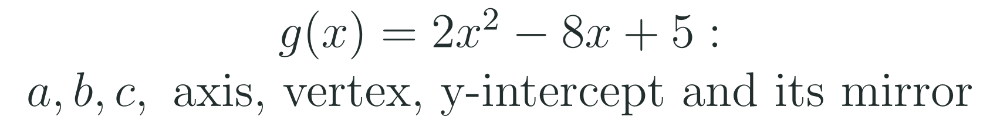 g(x) = 2x² − 8x + 5 :
a, b, c, axis, vertex, y-intercept and its mirror